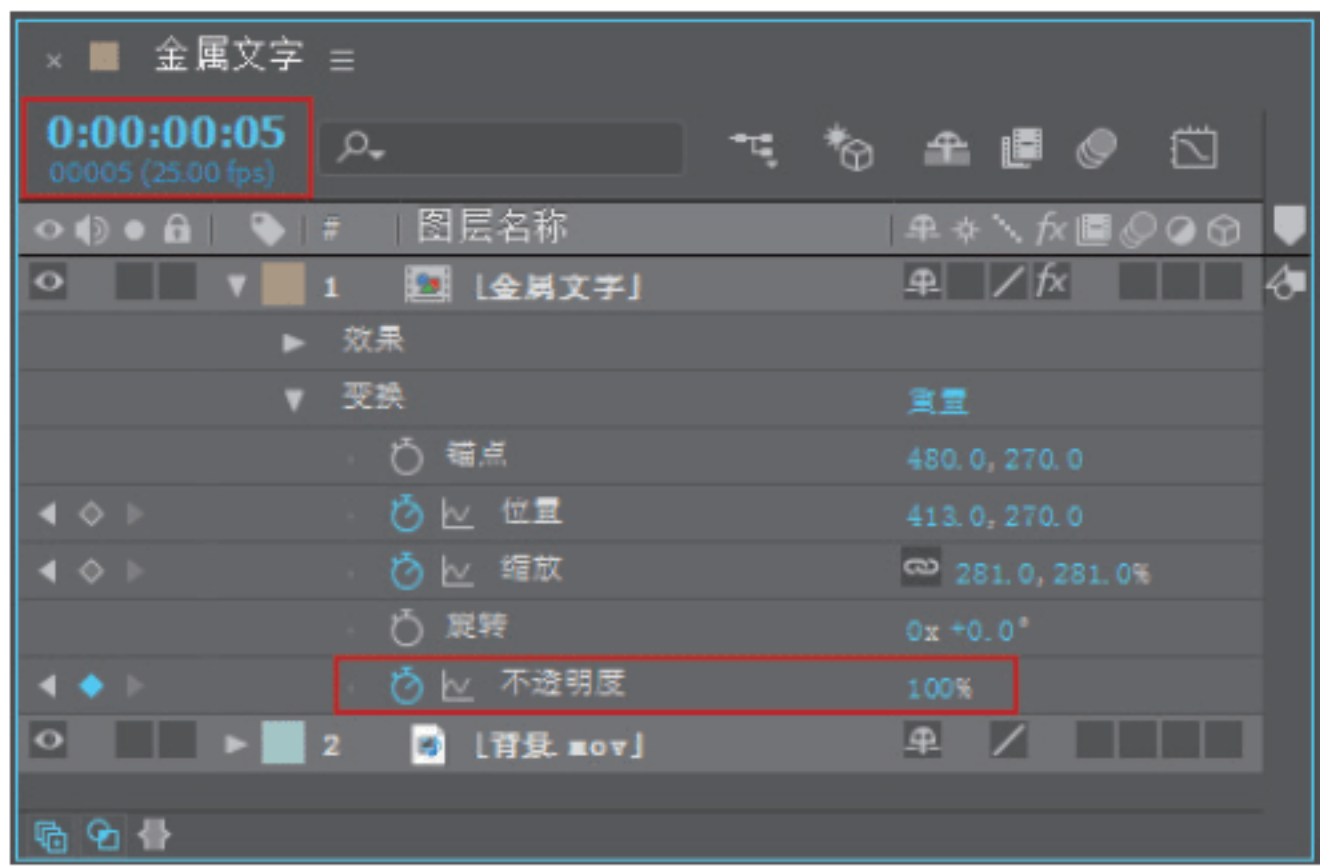 金属文字
0:00:00:05
00005 (25.00 fps)
# 图层名称 fx
1 [金属文字] fx
效果
变换 重置
锚点 480.0, 270.0
位置 413.0, 270.0
缩放 281.0, 281.0%
旋转 0x +0.0°
不透明度 100%
2 [背景.mov]